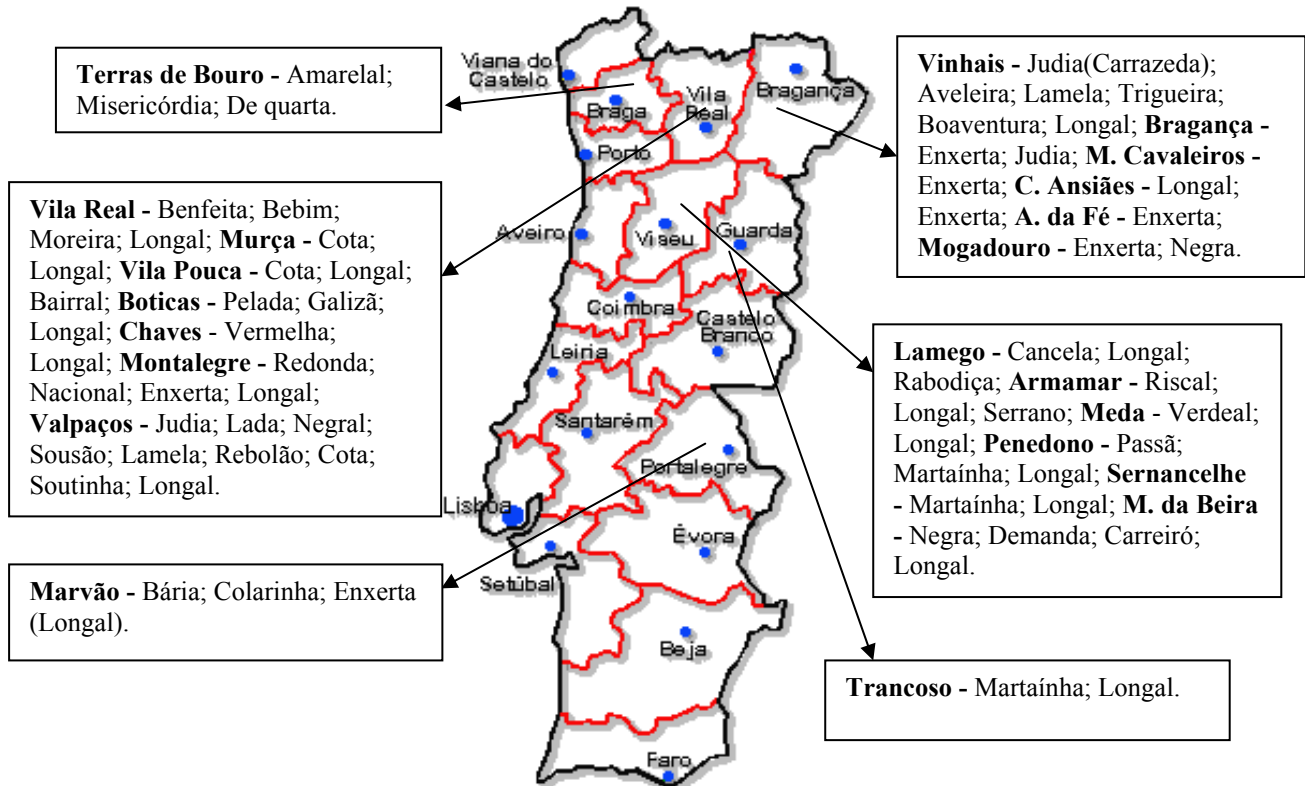 Terras de Bouro - Amarelal;
Misericórdia; De quarta.
Vila Real - Benfeita; Bebim;
Moreira; Longal; Murça - Cota;
Longal; Vila Pouca - Cota; Longal;
Bairral; Boticas - Pelada; Galizã;
Longal; Chaves - Vermelha;
Longal; Montalegre - Redonda;
Nacional; Enxerta; Longal;
Valpaços - Judia; Lada; Negral;
Sousão; Lamela; Rebolão; Cota;
Soutinha; Longal.
Marvão - Bária; Colarinha; Enxerta
(Longal).
Viana do
Castelo
Braga
Vila
Real
Bragança
Porto
Aveiro
Viseu
Guarda
Coimbra
Castelo
Branco
Leiria
Santarém
Portalegre
Lisboa
Setúbal
Évora
Beja
Faro
Vinhais - Judia(Carrazeda);
Aveleira; Lamela; Trigueira;
Boaventura; Longal; Bragança -
Enxerta; Judia; M. Cavaleiros -
Enxerta; C. Ansiães - Longal;
Enxerta; A. da Fé - Enxerta;
Mogadouro - Enxerta; Negra.
Lamego - Cancela; Longal;
Rabodiça; Armamar - Riscal;
Longal; Serrano; Meda - Verdeal;
Longal; Penedono - Passã;
Martaínha; Longal; Sernancelhe
- Martaínha; Longal; M. da Beira
- Negra; Demanda; Carreiró;
Longal.
Trancoso - Martaínha; Longal.